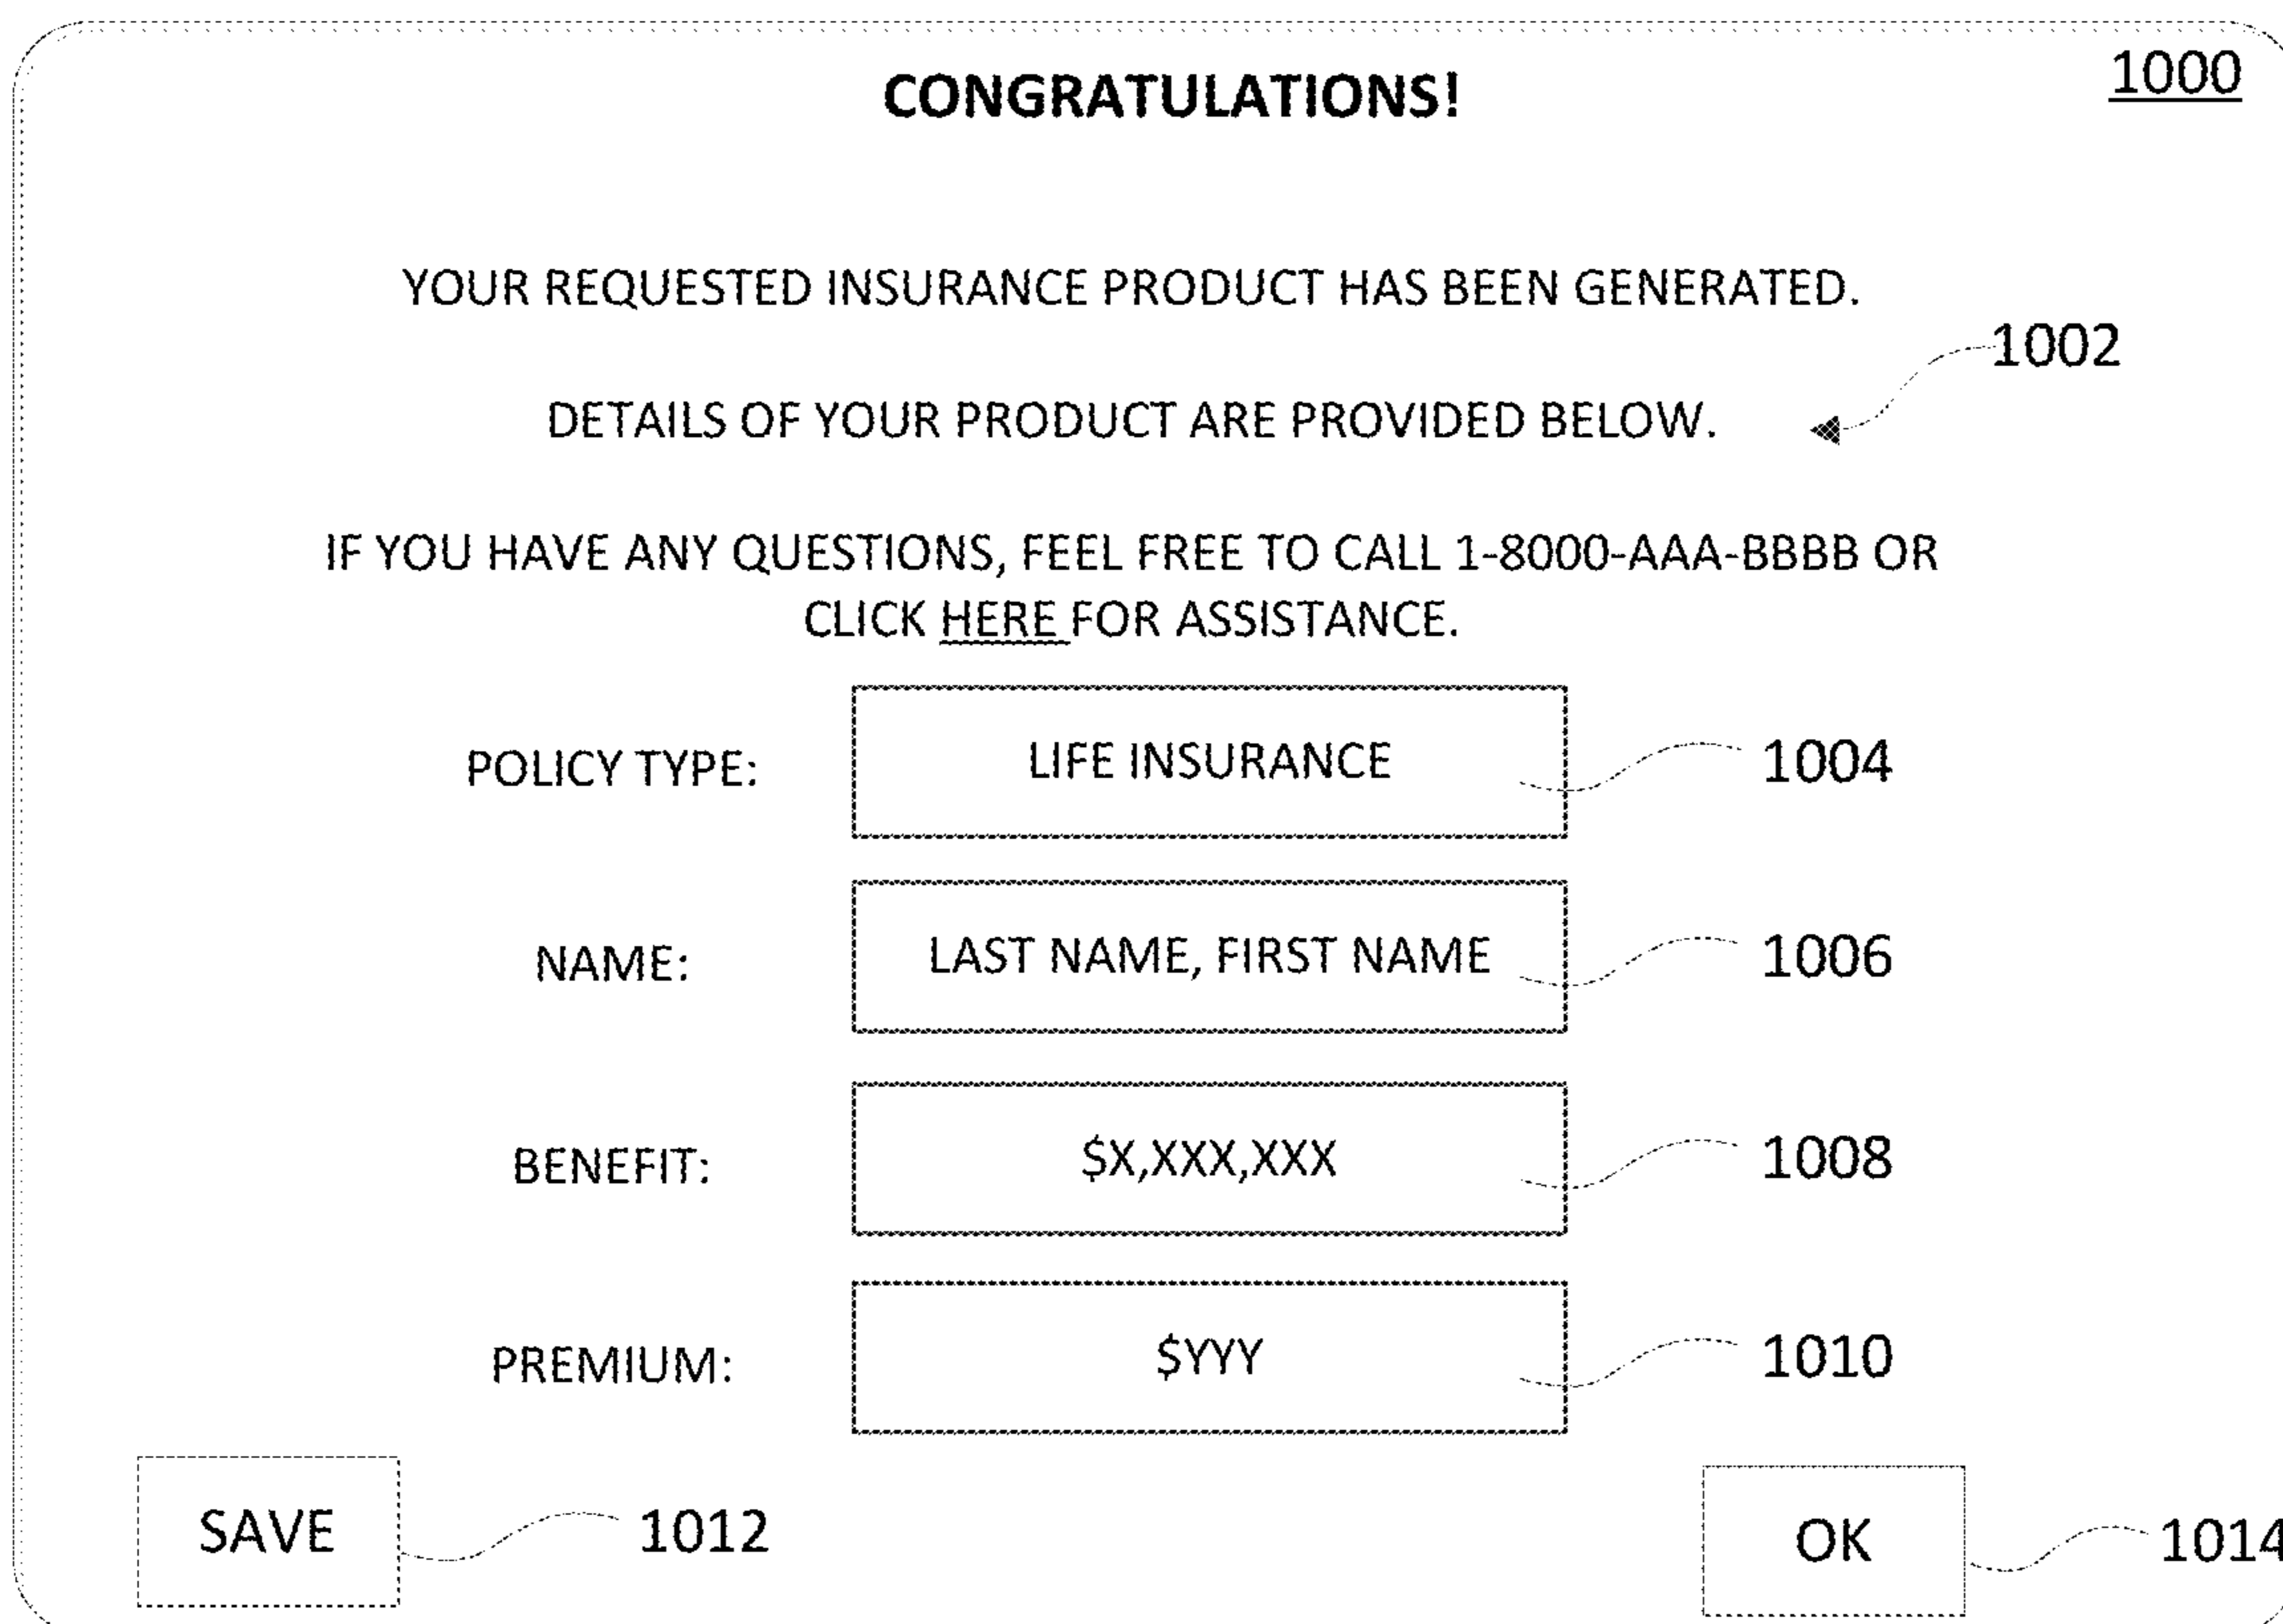 CONGRATULATIONS!
1000
YOUR REQUESTED INSURANCE PRODUCT HAS BEEN GENERATED.
1002
DETAILS OF YOUR PRODUCT ARE PROVIDED BELOW.
IF YOU HAVE ANY QUESTIONS, FEEL FREE TO CALL 1-8000-AAA-BBBB OR
CLICK HERE FOR ASSISTANCE.
POLICY TYPE: LIFE INSURANCE 1004
NAME: LAST NAME, FIRST NAME 1006
BENEFIT: $X,XXX,XXX 1008
PREMIUM: $YYY 1010
SAVE 1012 OK 1014